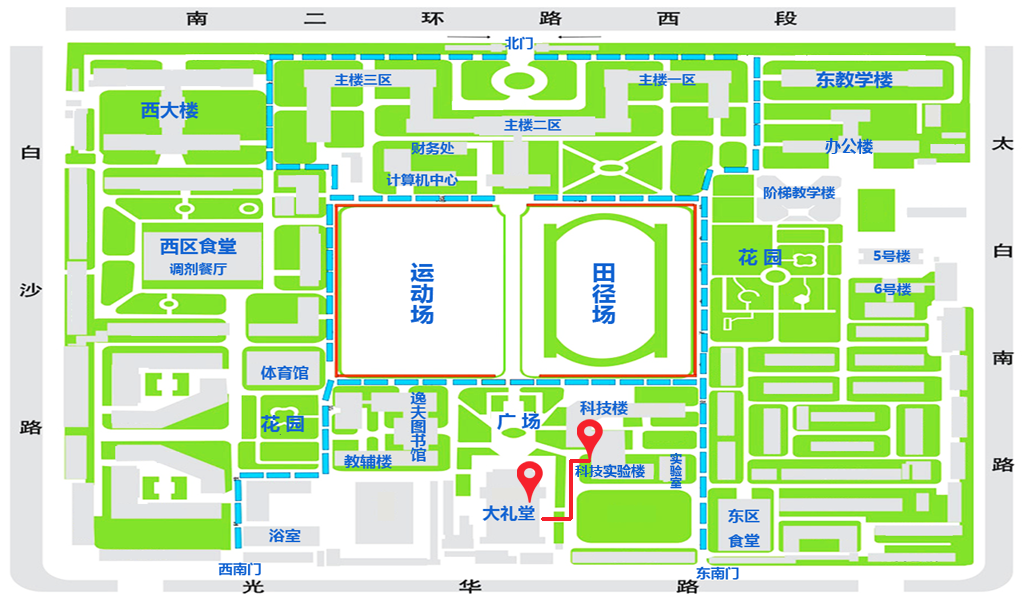 南二环路西段
北门
主楼三区
主楼一区
东教学楼
西大楼
主楼二区
办公楼
财务处
计算机中心
阶梯教学楼
白沙路
太白南路
西区食堂
调剂餐厅
运动场
田径场
花园
5号楼
6号楼
体育馆
逸夫图书馆
广场
科技楼
花园
教辅楼
科技实验楼
实验室
大礼堂
东区
食堂
浴室
西南门
东南门
光华路